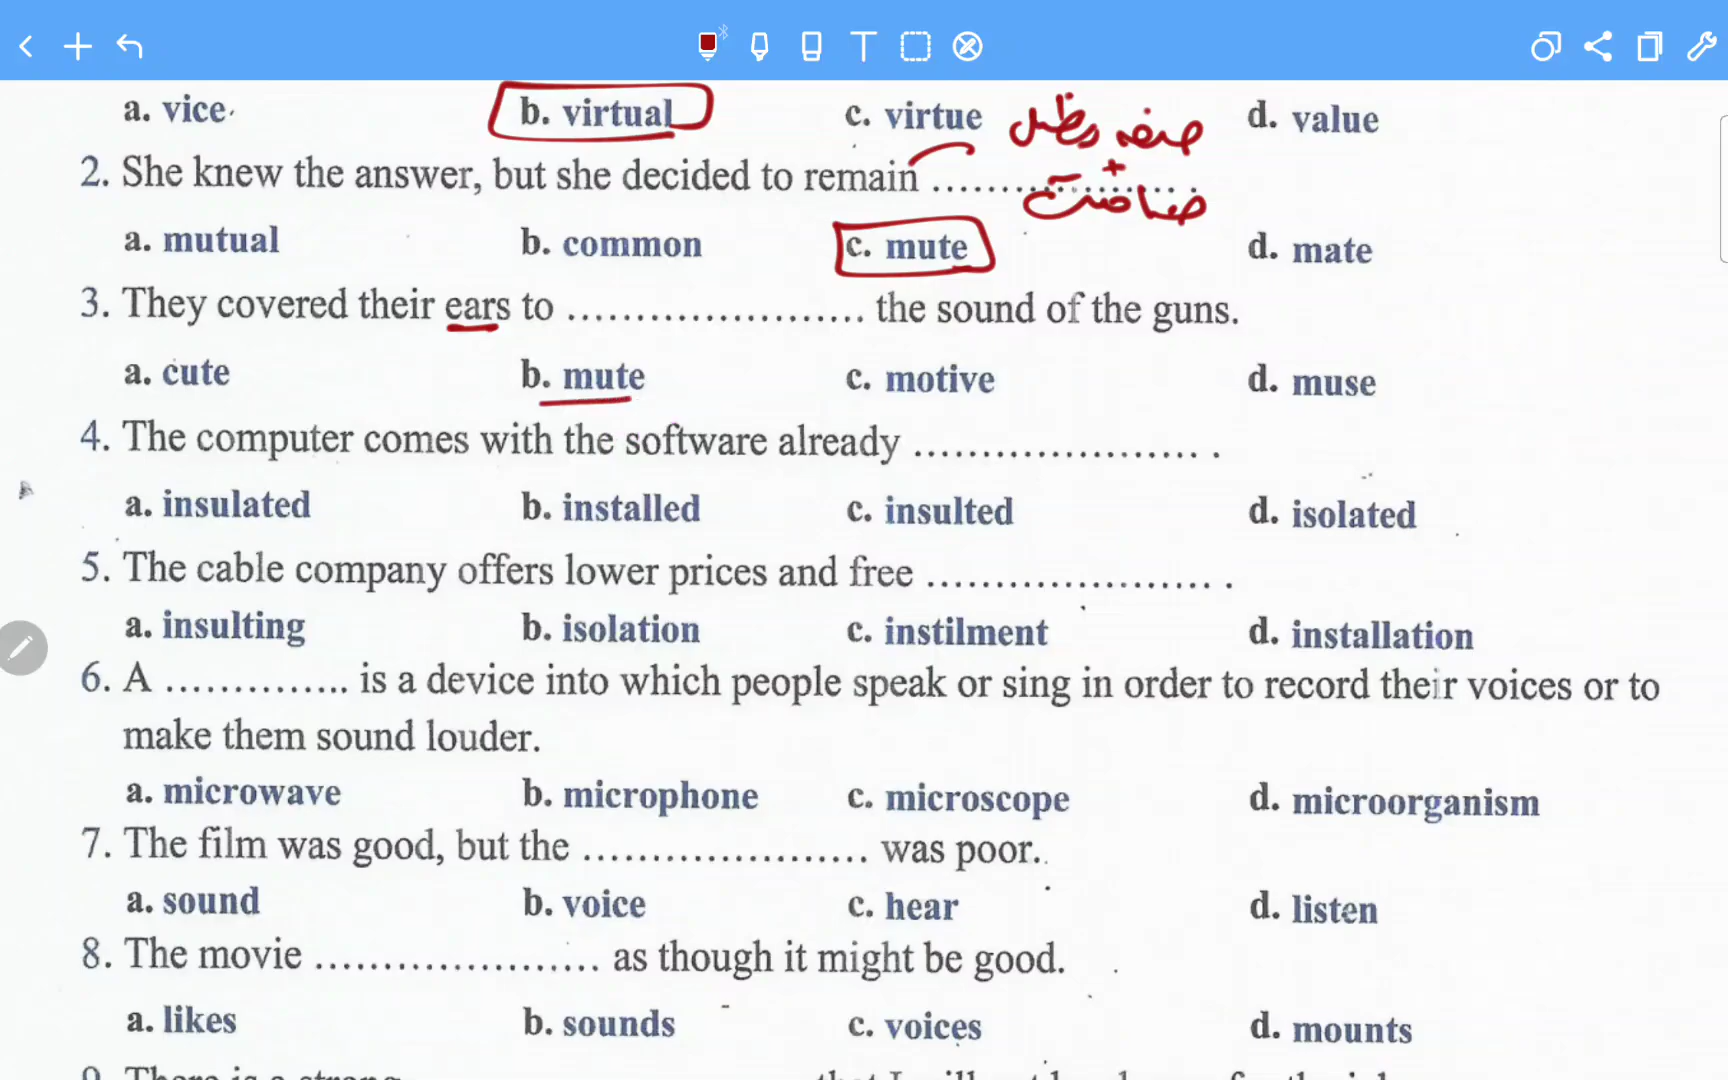 a. vice b. virtual c. virtue d. value
2. She knew the answer, but she decided to remain ..................... .
صفه
+
صامت
a. mutual b. common c. mute d. mate
3. They covered their ears to ...................... the sound of the guns.
a. cute b. mute c. motive d. muse
4. The computer comes with the software already ..................... .
a. insulated b. installed c. insulted d. isolated
5. The cable company offers lower prices and free ..................... .
a. insulting b. isolation c. instilment d. installation
6. A .............. is a device into which people speak or sing in order to record their voices or to
make them sound louder.
a. microwave b. microphone c. microscope d. microorganism
7. The film was good, but the ..................... was poor.
a. sound b. voice c. hear d. listen
8. The movie ..................... as though it might be good.
a. likes b. sounds c. voices d. mounts